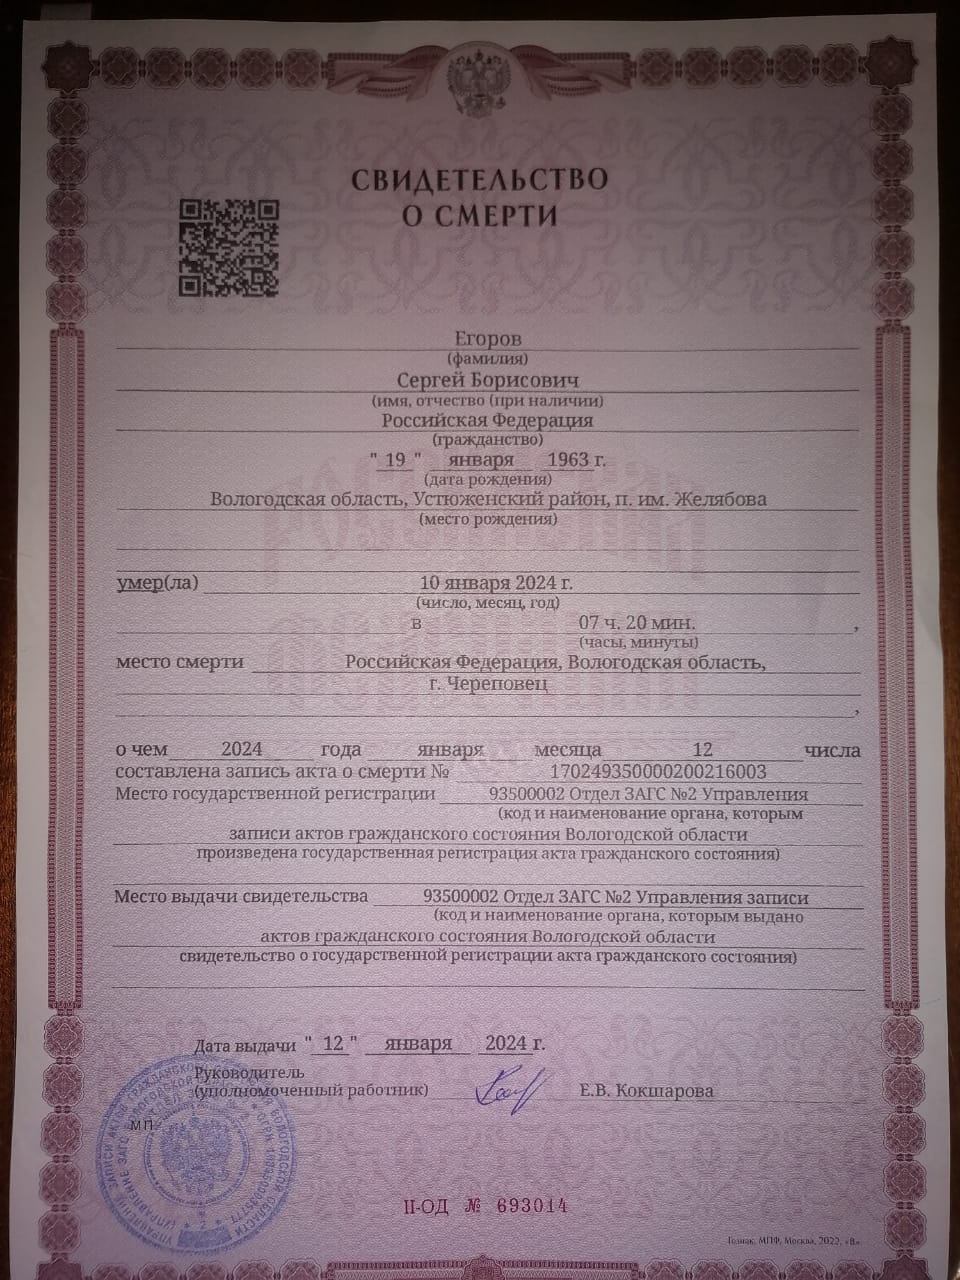 СВИДЕТЕЛЬСТВО
О СМЕРТИ
Егоров
(фамилия)
Сергей Борисович
(имя, отчество (при наличии)
Российская Федерация
(гражданство)
" 19 " января 1963 г.
(дата рождения)
Вологодская область, Устюженский район, п. им. Желябова
(место рождения)
умер(ла) 10 января 2024 г.
(число, месяц, год)
в 07 ч. 20 мин.,
(часы, минуты)
место смерти Российская Федерация, Вологодская область,
г. Череповец
,
о чем 2024 года января месяца 12 числа
составлена запись акта о смерти № 170249350000200216003
Место государственной регистрации 93500002 Отдел ЗАГС №2 Управления
(код и наименование органа, которым
записи актов гражданского состояния Вологодской области
произведена государственная регистрация акта гражданского состояния)
Место выдачи свидетельства 93500002 Отдел ЗАГС №2 Управления записи
(код и наименование органа, которым выдано
актов гражданского состояния Вологодской области
свидетельство о государственной регистрации акта гражданского состояния)
Дата выдачи " 12 " января 2024 г.
Руководитель
(уполномоченный работник) Е.В. Кокшарова
МП
II-ОД № 693014
Гознак, МПФ, Москва, 2022, «В».